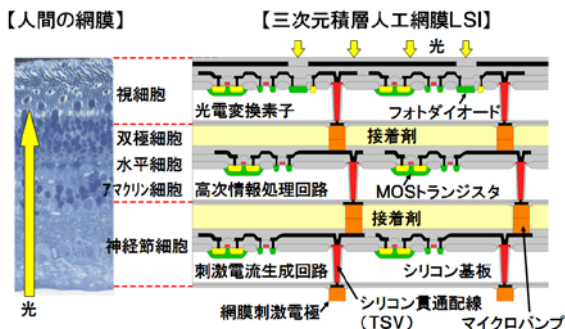 【人間の網膜】
【三次元積層人工網膜LSI】
光
視細胞
光電変換素子
フォトダイオード
双極細胞
接着剤
水平細胞
アマクリン細胞
高次情報処理回路
MOSトランジスタ
接着剤
神経節細胞
刺激電流生成回路
シリコン基板
光
網膜刺激電極
シリコン貫通配線
(TSV)
マイクロバンプ